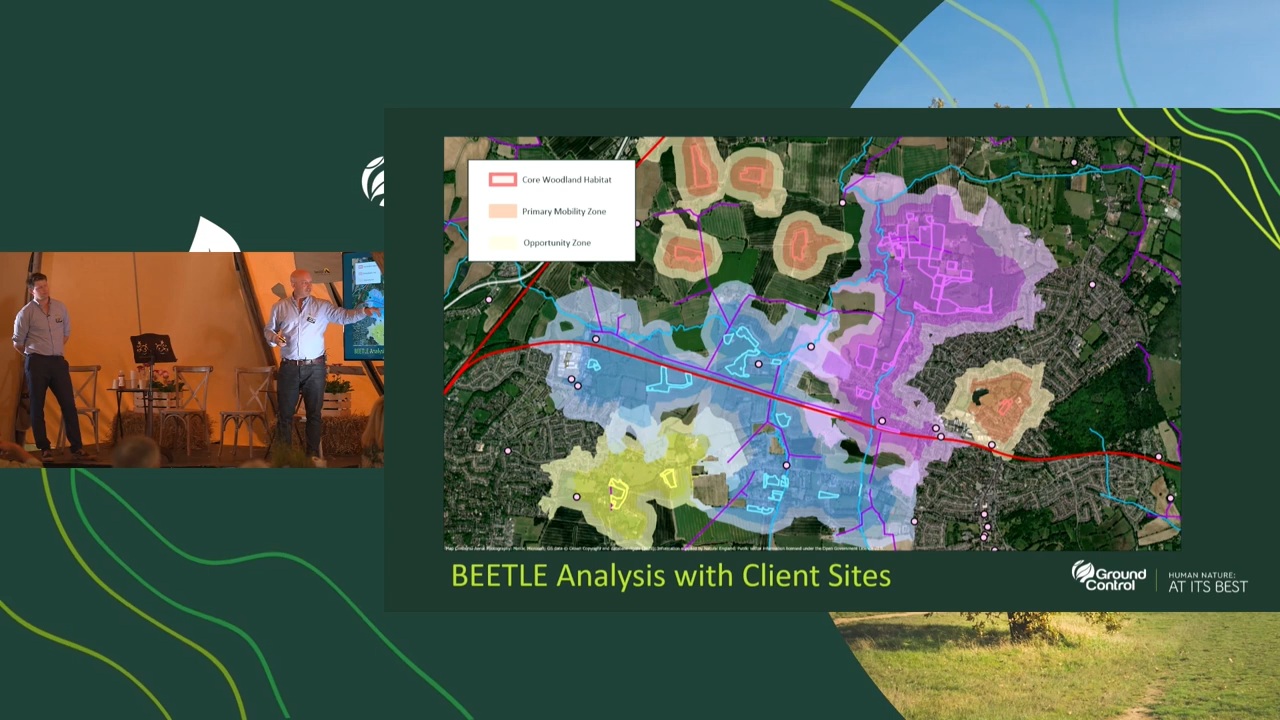 Core Woodland Habitat
Primary Mobility Zone
Opportunity Zone
BEETLE Analysis with Client Sites
Ground
Control
HUMAN NATURE:
AT ITS BEST